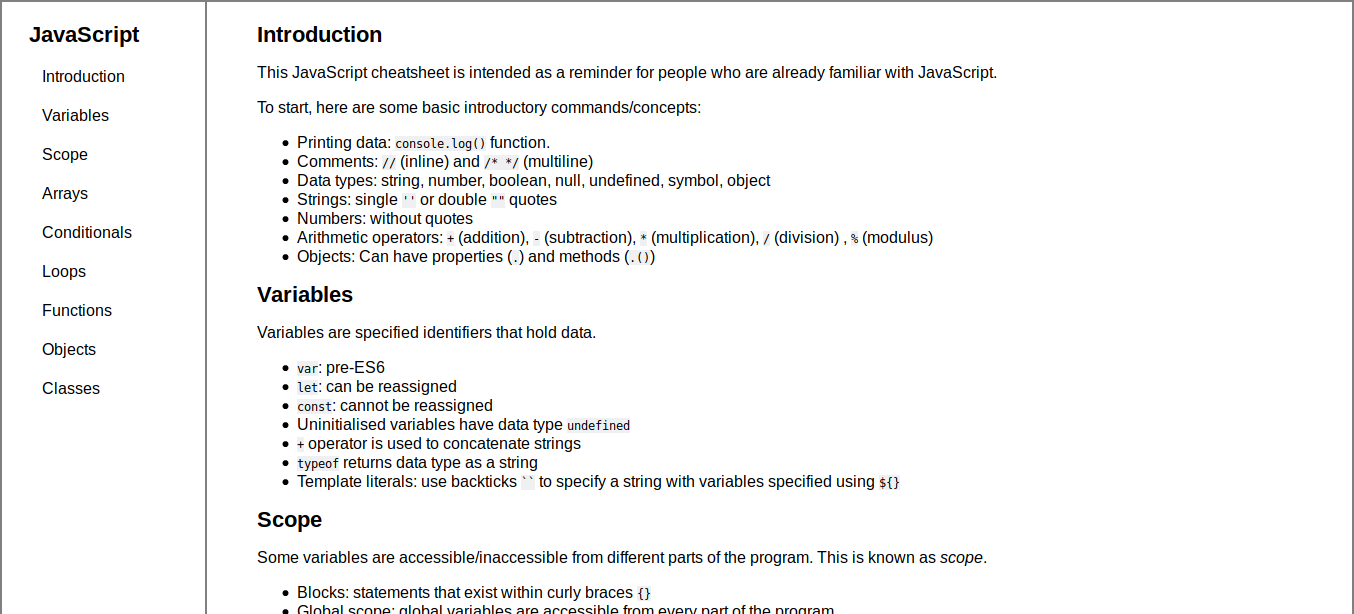 JavaScript
Introduction
Variables
Scope
Arrays
Conditionals
Loops
Functions
Objects
Classes
Introduction
This JavaScript cheatsheet is intended as a reminder for people who are already familiar with JavaScript.
To start, here are some basic introductory commands/concepts:
Printing data: console.log() function.
Comments: // (inline) and /* */ (multiline)
Data types: string, number, boolean, null, undefined, symbol, object
Strings: single '' or double "" quotes
Numbers: without quotes
Arithmetic operators: + (addition), - (subtraction), * (multiplication), / (division) , % (modulus)
Objects: Can have properties (.) and methods (.())
Variables
Variables are specified identifiers that hold data.
var: pre-ES6
let: can be reassigned
const: cannot be reassigned
Uninitialised variables have data type undefined
+ operator is used to concatenate strings
typeof returns data type as a string
Template literals: use backticks `` to specify a string with variables specified using ${}
Scope
Some variables are accessible/inaccessible from different parts of the program. This is known as scope.
Blocks: statements that exist within curly braces {}
Global scope: global variables are accessible from every part of the program